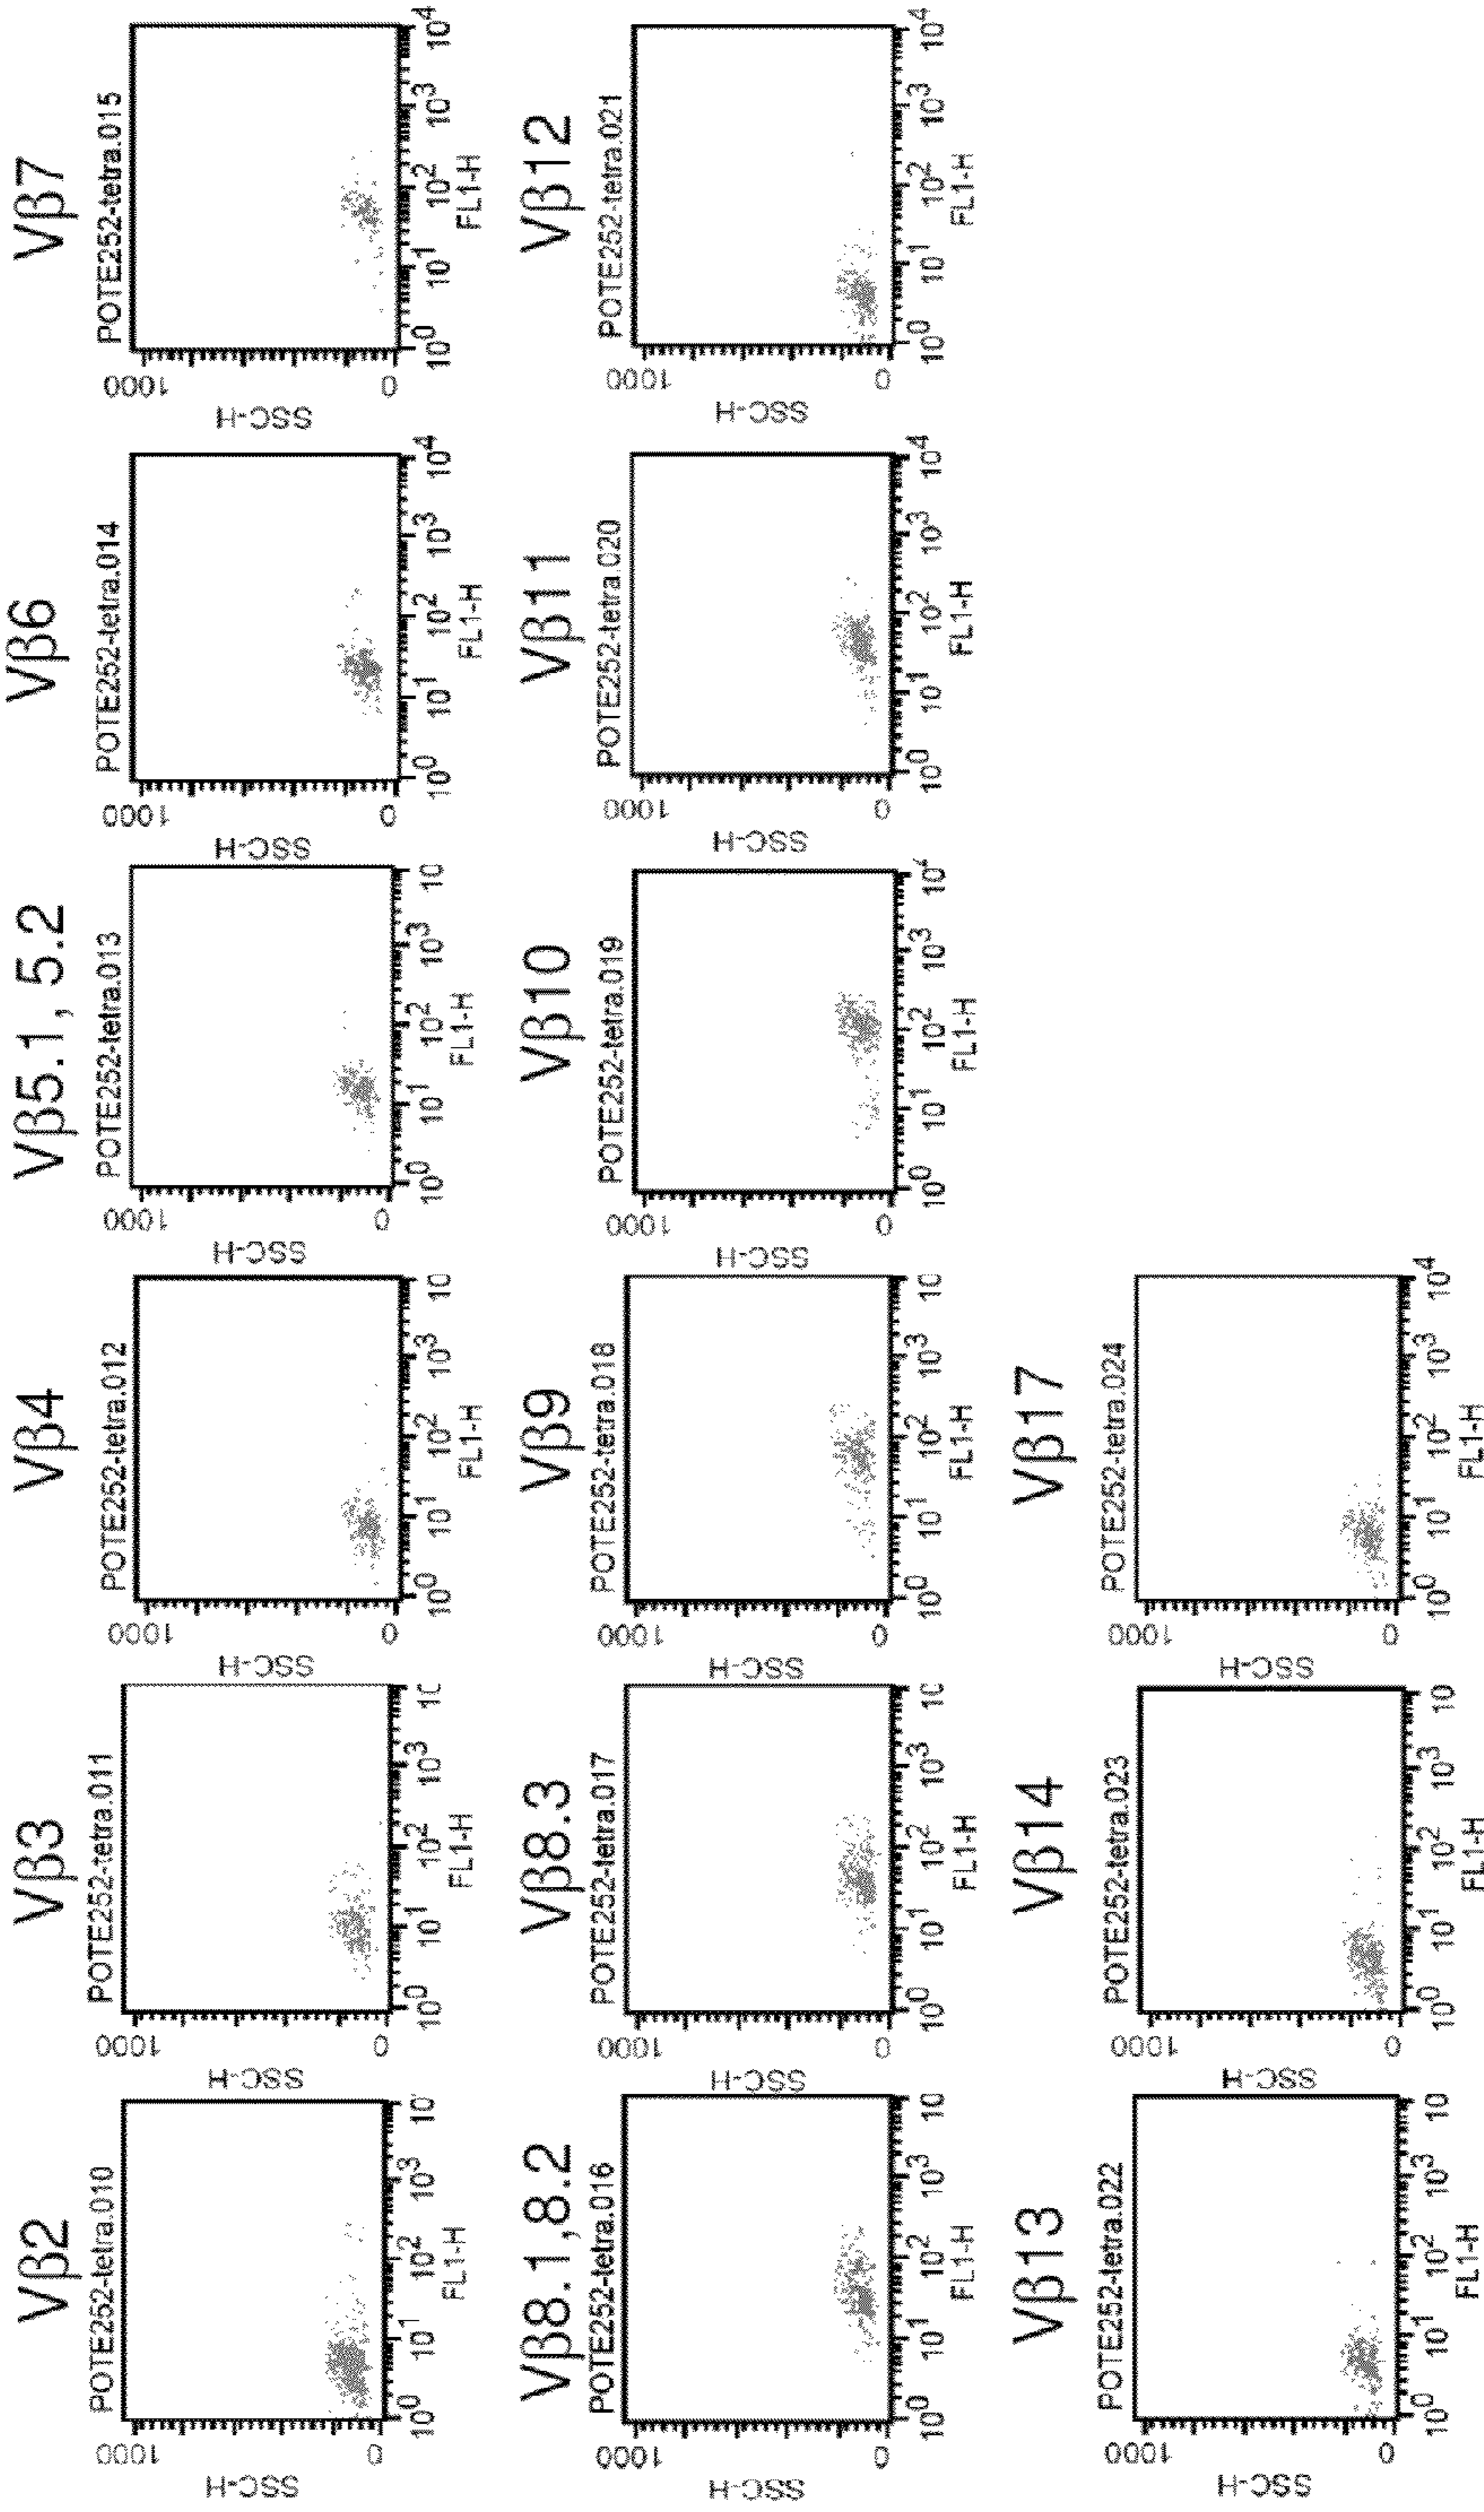 Vβ2
POTE252-tetra.010
1000
SSC-H
0
10⁰ 10¹ 10² 10³ 10
FL1-H
Vβ3
POTE252-tetra.011
1000
SSC-H
0
10⁰ 10¹ 10² 10³ 10
FL1-H
Vβ4
POTE252-tetra.012
1000
SSC-H
0
10⁰ 10¹ 10² 10³ 10
FL1-H
Vβ5.1, 5.2
POTE252-tetra.013
1000
SSC-H
0
10⁰ 10¹ 10² 10³ 10
FL1-H
Vβ6
POTE252-tetra.014
1000
SSC-H
0
10⁰ 10¹ 10² 10³ 10⁴
FL1-H
Vβ7
POTE252-tetra.015
1000
SSC-H
0
10⁰ 10¹ 10² 10³ 10⁴
FL1-H
Vβ8.1,8.2
POTE252-tetra.016
1000
SSC-H
0
10⁰ 10¹ 10² 10³ 10
FL1-H
Vβ8.3
POTE252-tetra.017
1000
SSC-H
0
10⁰ 10¹ 10² 10³ 10
FL1-H
Vβ9
POTE252-tetra.018
1000
SSC-H
0
10⁰ 10¹ 10² 10³ 10
FL1-H
Vβ10
POTE252-tetra.019
1000
SSC-H
0
10⁰ 10¹ 10² 10³ 10⁴
FL1-H
Vβ11
POTE252-tetra.020
1000
SSC-H
0
10⁰ 10¹ 10² 10³ 10⁴
FL1-H
Vβ12
POTE252-tetra.021
1000
SSC-H
0
10⁰ 10¹ 10² 10³ 10⁴
FL1-H
Vβ13
POTE252-tetra.022
1000
SSC-H
0
10⁰ 10¹ 10² 10³ 10
FL1-H
Vβ14
POTE252-tetra.023
1000
SSC-H
0
10⁰ 10¹ 10² 10³ 10
FL1-H
Vβ17
POTE252-tetra.024
1000
SSC-H
0
10⁰ 10¹ 10² 10³ 10⁴
FL1-H